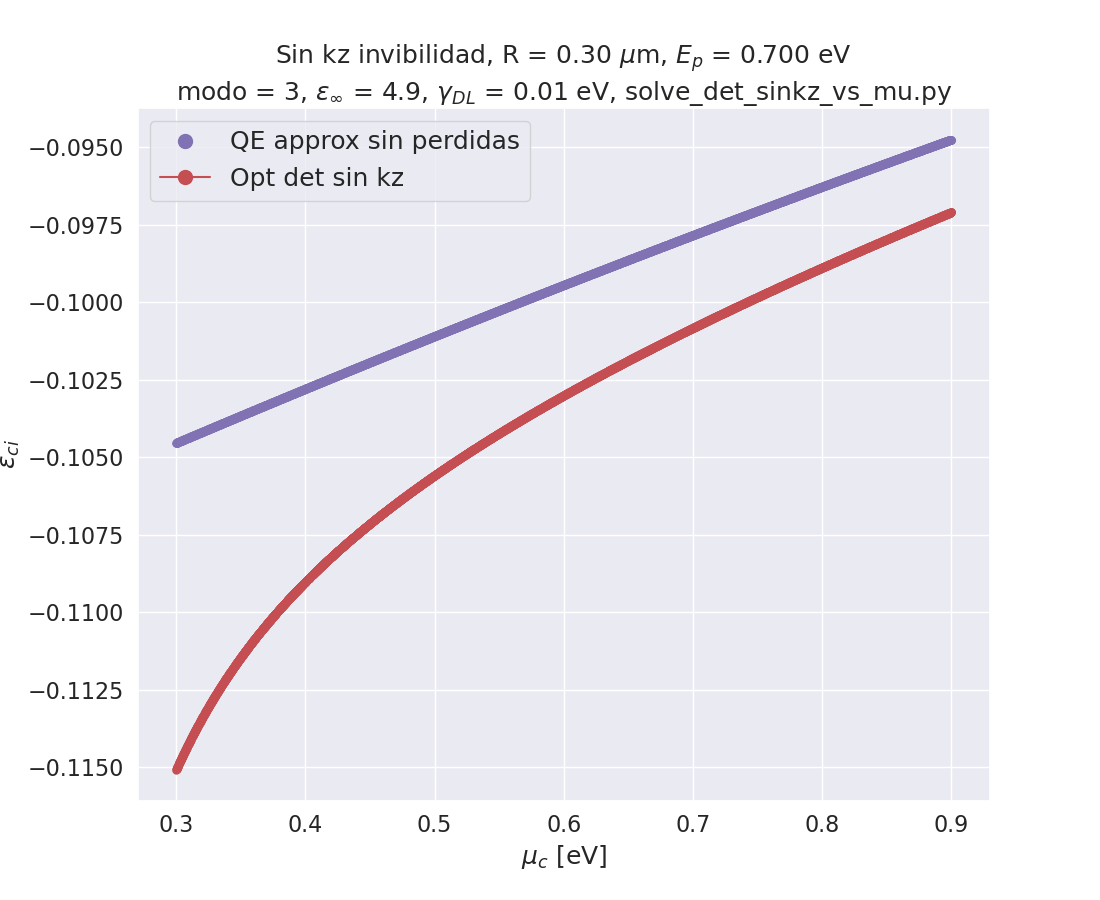 Sin kz invibilidad, R = 0.30 μm, E_p = 0.700 eV
modo = 3, ε_∞ = 4.9, γ_DL = 0.01 eV, solve_det_sinkz_vs_mu.py
QE approx sin perdidas
Opt det sin kz
−0.0950
−0.0975
−0.1000
−0.1025
−0.1050
−0.1075
−0.1100
−0.1125
−0.1150
ε_ci
0.3 0.4 0.5 0.6 0.7 0.8 0.9
μ_c [eV]